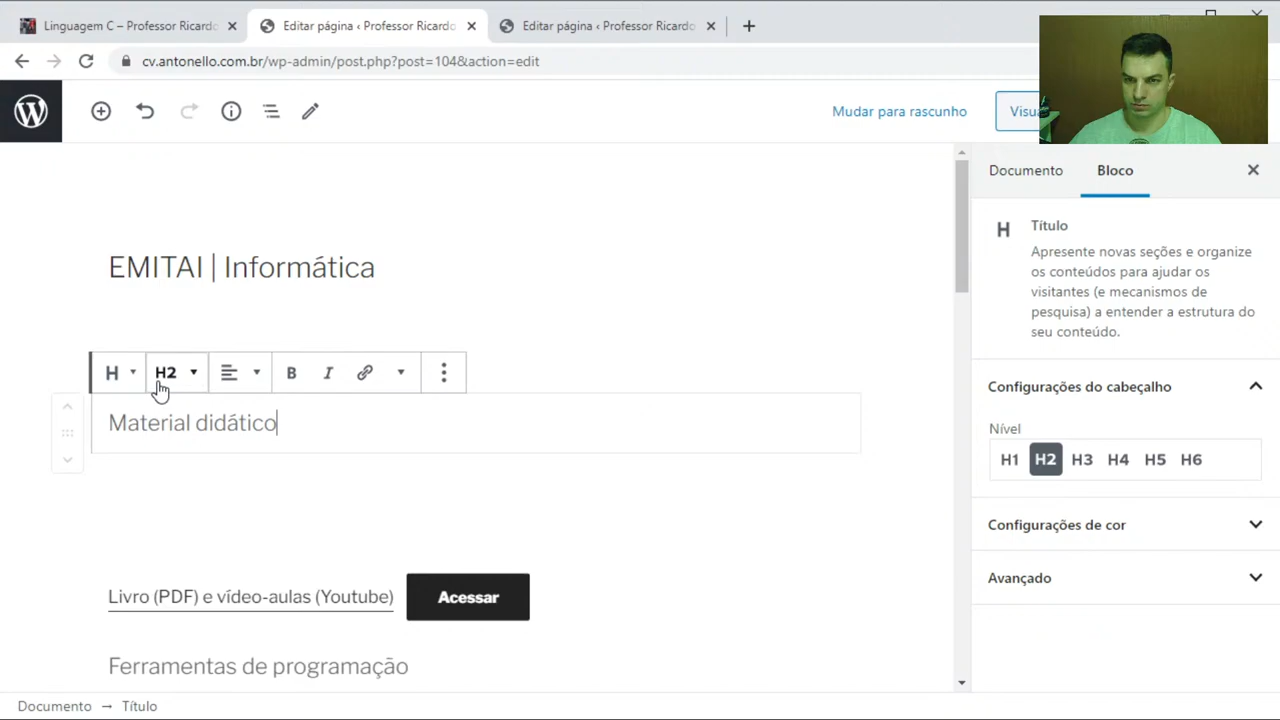 Linguagem C – Professor Ricardo
Editar página ‹ Professor Ricardo
Editar página ‹ Professor Ricardo
cv.antonello.com.br/wp-admin/post.php?post=104&action=edit
Mudar para rascunho
Documento
Bloco
EMITAI | Informática
H
H2
B
I
Material didático
H
Título
Apresente novas seções e organize
os conteúdos para ajudar os
visitantes (e mecanismos de
pesquisa) a entender a estrutura do
seu conteúdo.
Configurações do cabeçalho
Nível
H1 H2 H3 H4 H5 H6
Configurações de cor
Avançado
Livro (PDF) e vídeo-aulas (Youtube)
Acessar
Ferramentas de programação
Documento → Título